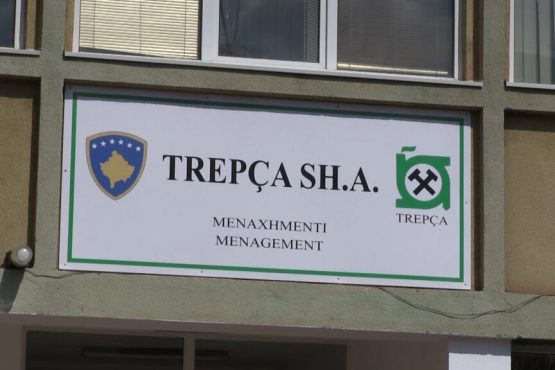 TREPÇA SH.A.
TREPÇA
MENAXHMENTI
MENAGEMENT